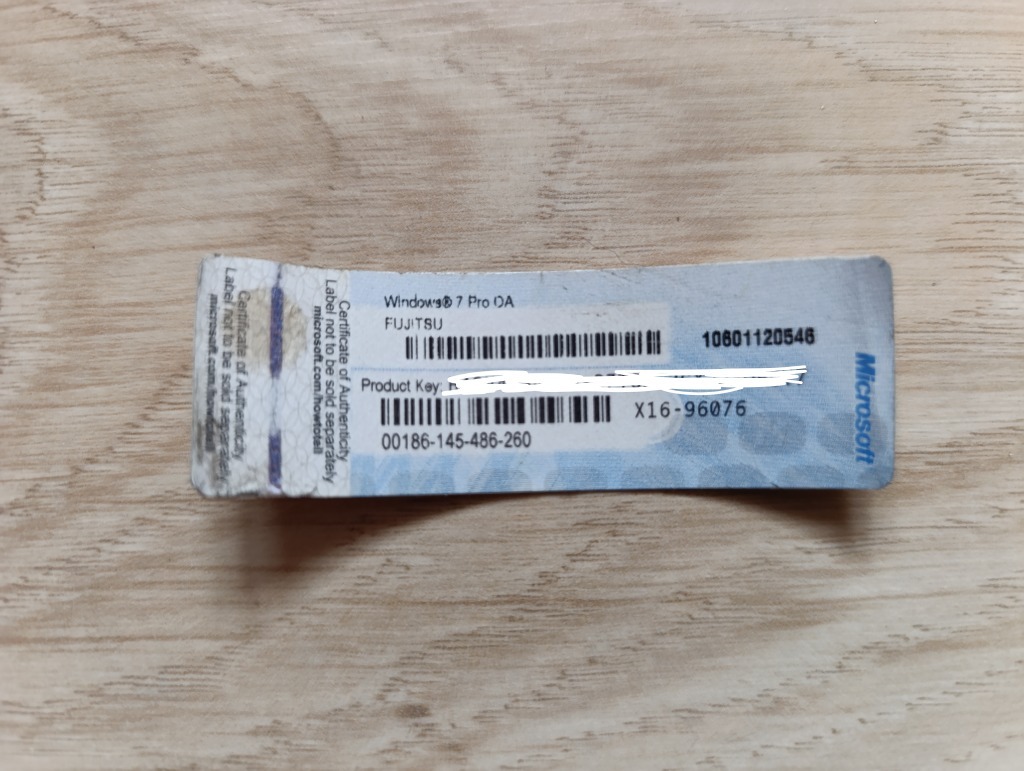 Windows® 7 Pro OA
FUJITSU
10601120546
Product Key:
X16-96076
00186-145-486-260
Microsoft
Certificate of Authenticity
Label not to be sold separately
microsoft.com/howtotell
Certificate of Authenticity
Label not to be sold separately
microsoft.com/howtotell